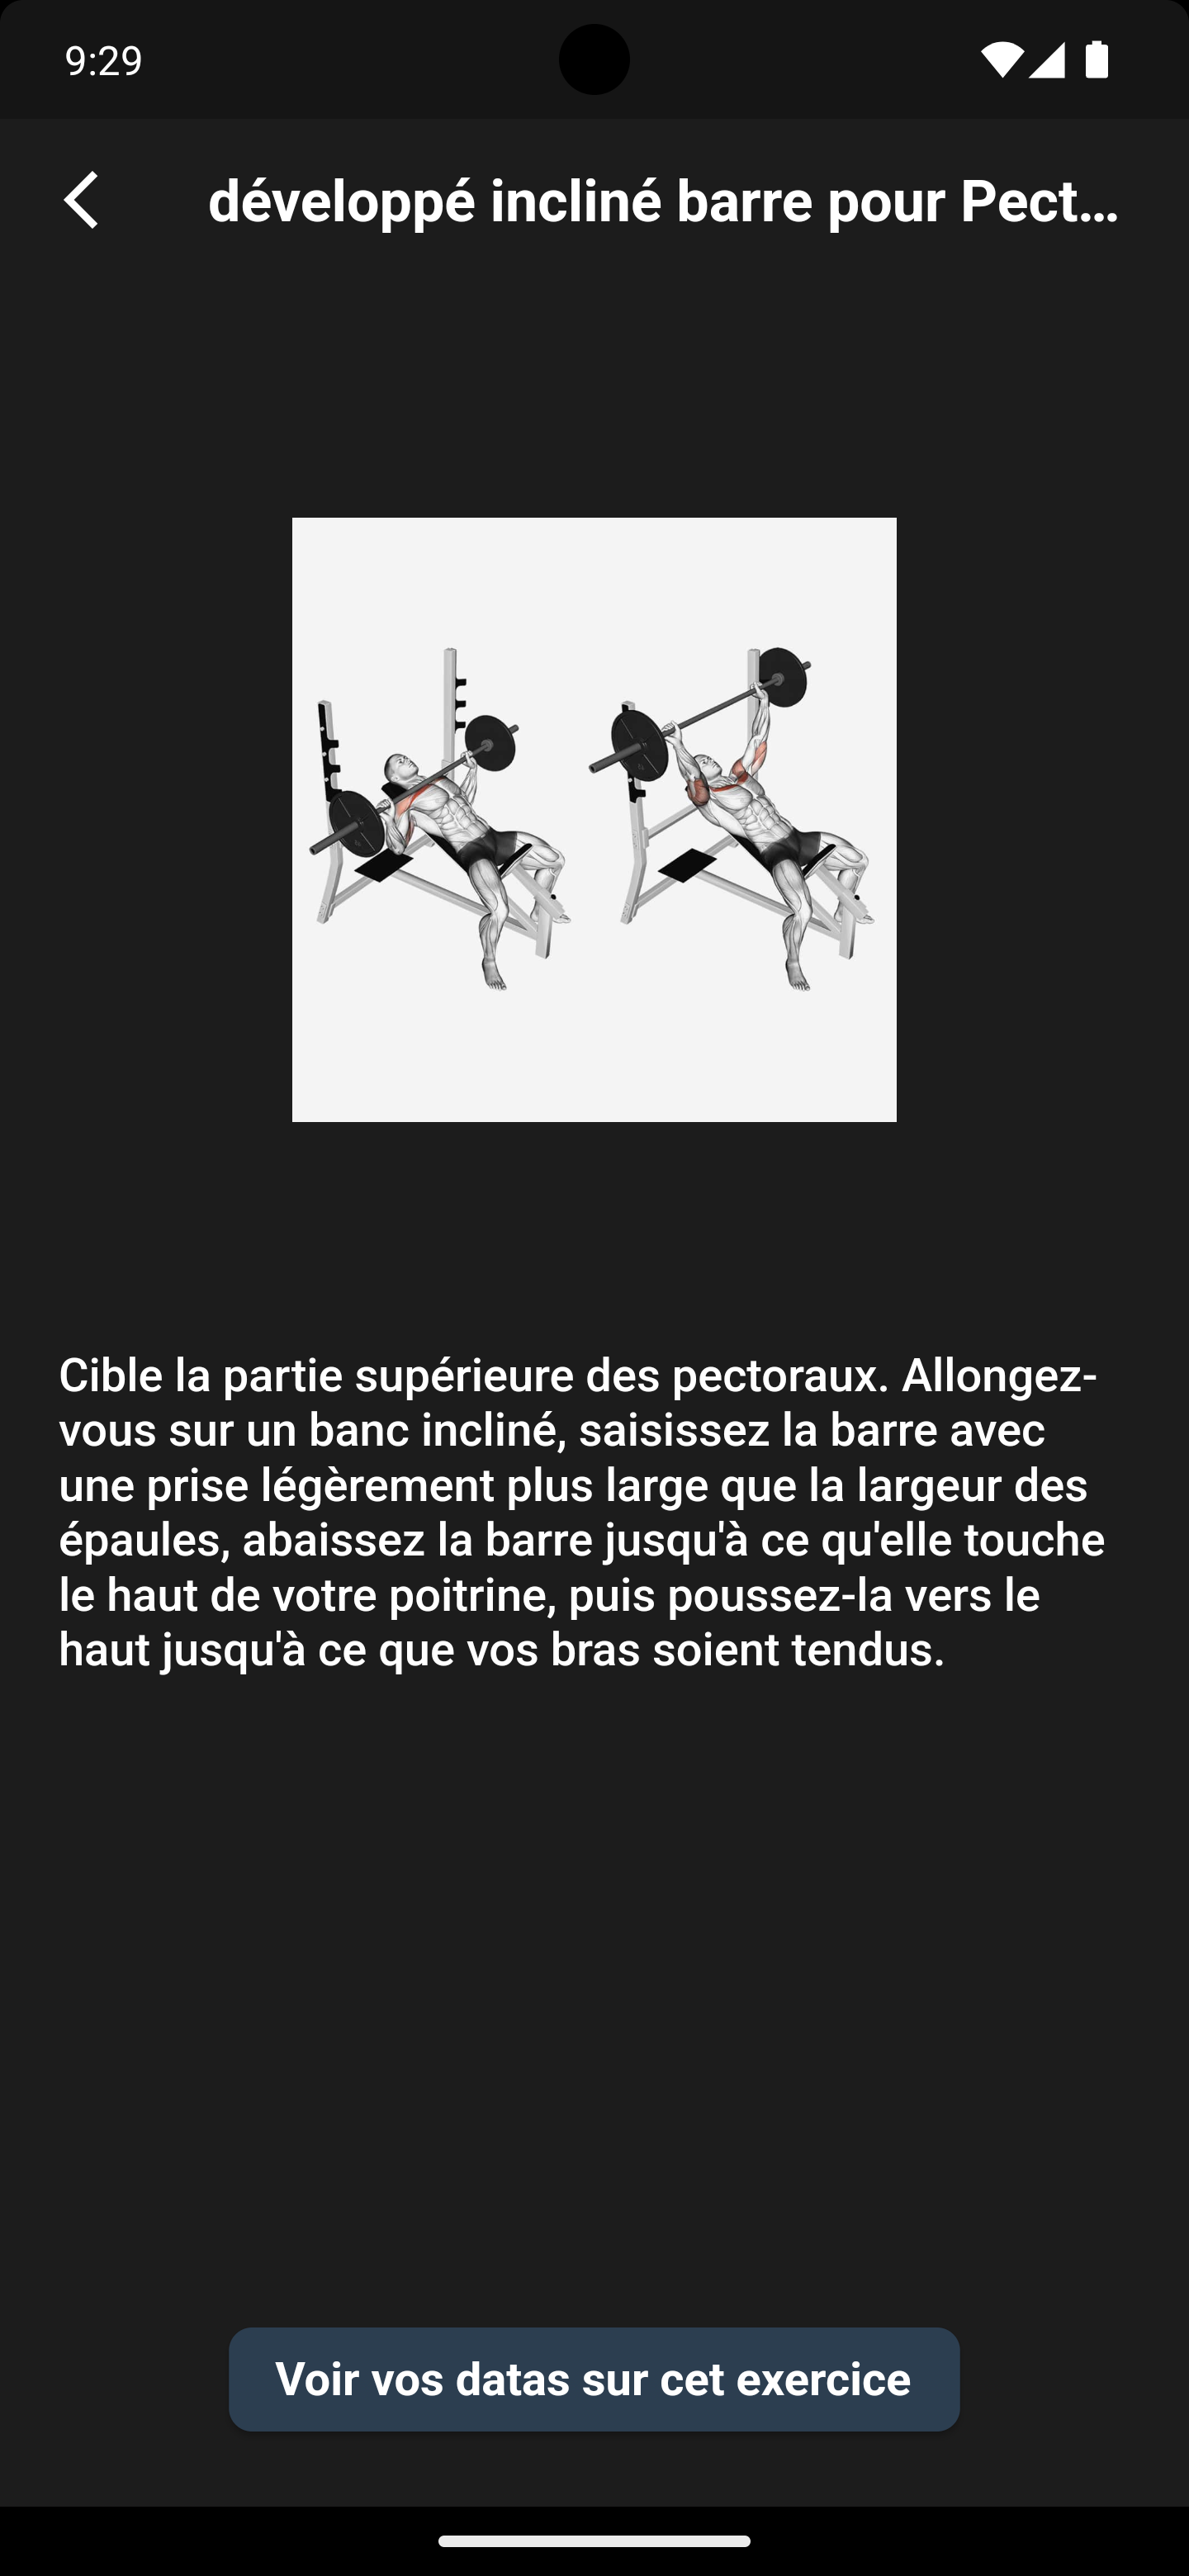 9:29
développé incliné barre pour Pect...
Cible la partie supérieure des pectoraux. Allongez-
vous sur un banc incliné, saisissez la barre avec
une prise légèrement plus large que la largeur des
épaules, abaissez la barre jusqu'à ce qu'elle touche
le haut de votre poitrine, puis poussez-la vers le
haut jusqu'à ce que vos bras soient tendus.
Voir vos datas sur cet exercice